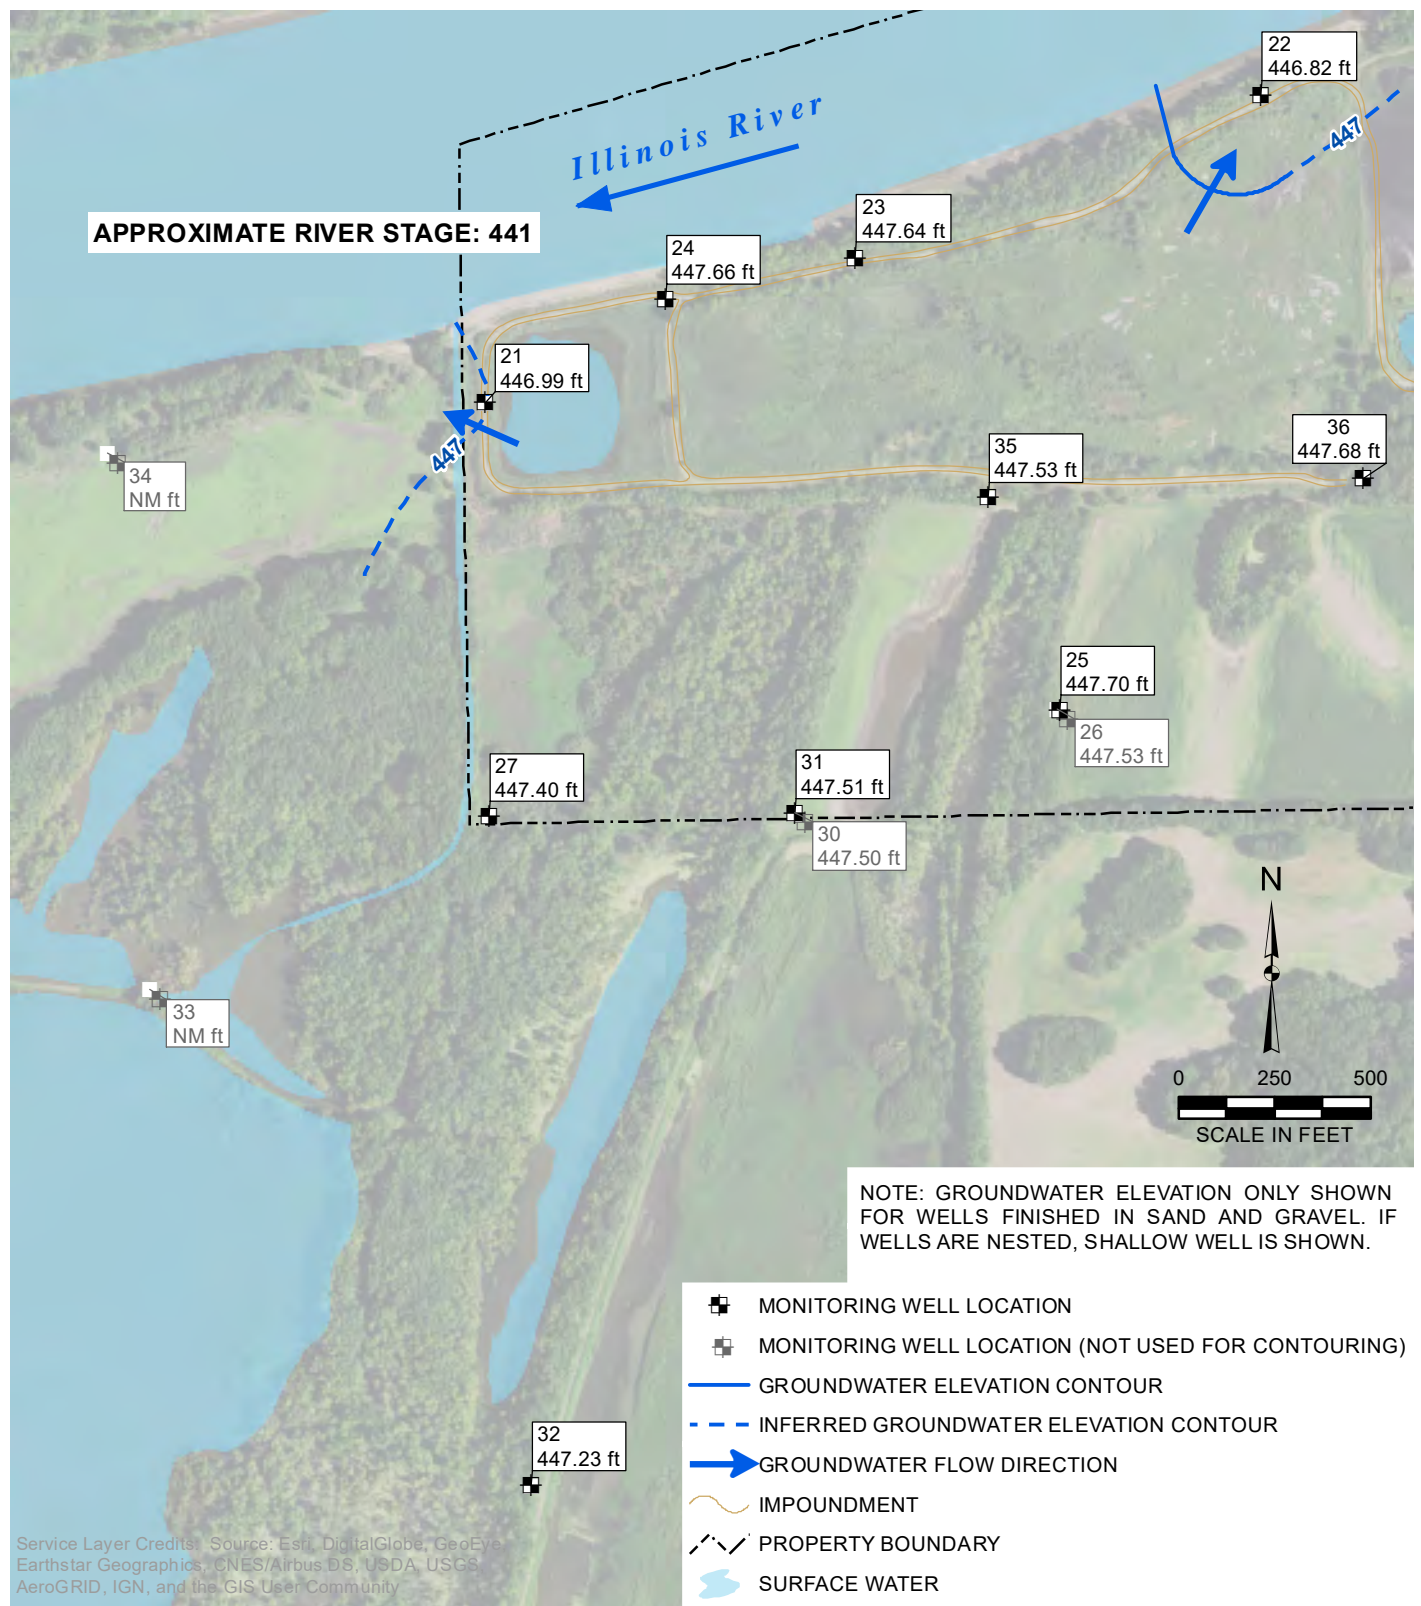 22
446.82 ft
447
Illinois River
23
447.64 ft
APPROXIMATE RIVER STAGE: 441
24
447.66 ft
21
446.99 ft
36
447.68 ft
35
447.53 ft
447
34
NM ft
25
447.70 ft
26
447.53 ft
27
447.40 ft
31
447.51 ft
30
447.50 ft
N
33
NM ft
0 250 500
SCALE IN FEET
NOTE: GROUNDWATER ELEVATION ONLY SHOWN
FOR WELLS FINISHED IN SAND AND GRAVEL. IF
WELLS ARE NESTED, SHALLOW WELL IS SHOWN.
MONITORING WELL LOCATION
MONITORING WELL LOCATION (NOT USED FOR CONTOURING)
GROUNDWATER ELEVATION CONTOUR
INFERRED GROUNDWATER ELEVATION CONTOUR
GROUNDWATER FLOW DIRECTION
IMPOUNDMENT
PROPERTY BOUNDARY
SURFACE WATER
32
447.23 ft
Service Layer Credits: Source: Esri, DigitalGlobe, GeoEye,
Earthstar Geographics, CNES/Airbus DS, USDA, USGS,
AeroGRID, IGN, and the GIS User Community